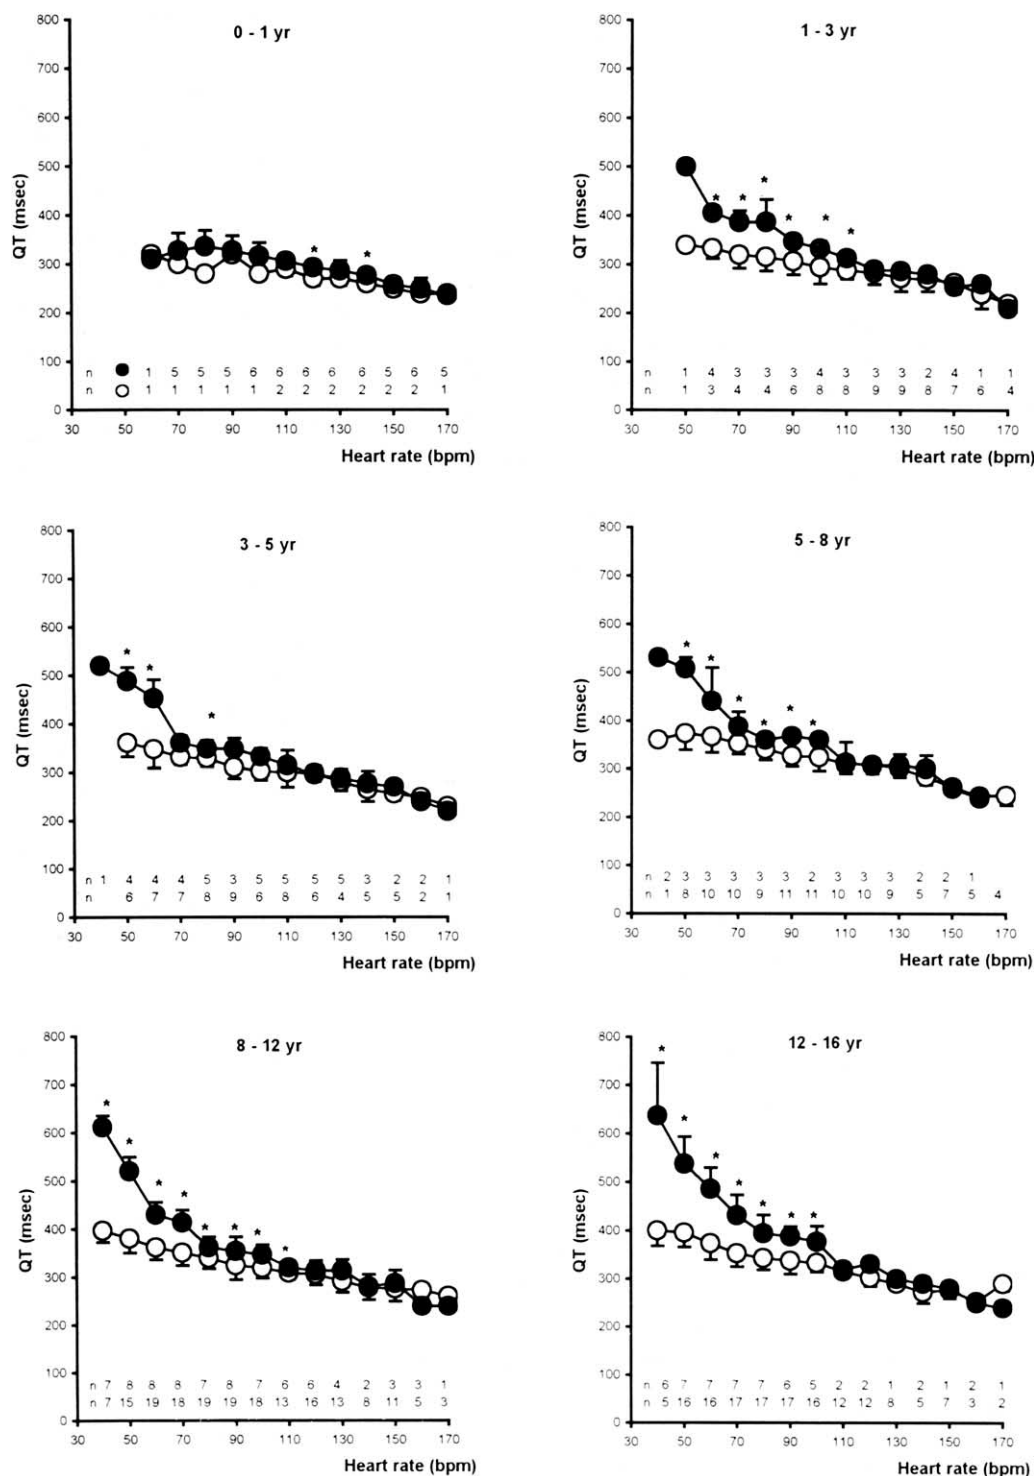 0 - 1 yr
800
700
600
500
400
300
200
100
0
QT (msec)
* *
n 1 5 5 5 6 6 6 6 6 5 6 5
n 1 1 1 1 1 2 2 2 2 2 2 1
30 50 70 90 110 130 150 170
Heart rate (bpm)
1 - 3 yr
800
700
600
500
400
300
200
100
0
QT (msec)
* * * * * *
n 1 4 3 3 3 4 3 3 3 2 4 1 1
n 1 3 4 4 6 8 8 9 9 8 7 6 4
30 50 70 90 110 130 150 170
Heart rate (bpm)
3 - 5 yr
800
700
600
500
400
300
200
100
0
QT (msec)
* * *
n 1 4 4 4 5 3 5 5 5 5 3 2 2 1
n 6 7 7 8 9 6 8 6 4 5 5 2 1
30 50 70 90 110 130 150 170
Heart rate (bpm)
5 - 8 yr
800
700
600
500
400
300
200
100
0
QT (msec)
* * * * * *
n 2 3 3 3 3 3 2 3 3 3 2 2 1
n 1 8 10 10 9 11 11 10 10 9 5 7 5 4
30 50 70 90 110 130 150 170
Heart rate (bpm)
8 - 12 yr
800
700
600
500
400
300
200
100
0
QT (msec)
* * * * * * * *
n 7 8 8 8 7 8 7 6 6 4 2 3 3 1
n 7 15 19 18 19 19 18 13 16 13 8 11 5 3
30 50 70 90 110 130 150 170
Heart rate (bpm)
12 - 16 yr
800
700
600
500
400
300
200
100
0
QT (msec)
* * * * * * *
n 6 7 7 7 7 6 5 2 2 1 2 1 2 1
n 5 16 16 17 17 17 16 12 12 8 5 7 3 2
30 50 70 90 110 130 150 170
Heart rate (bpm)